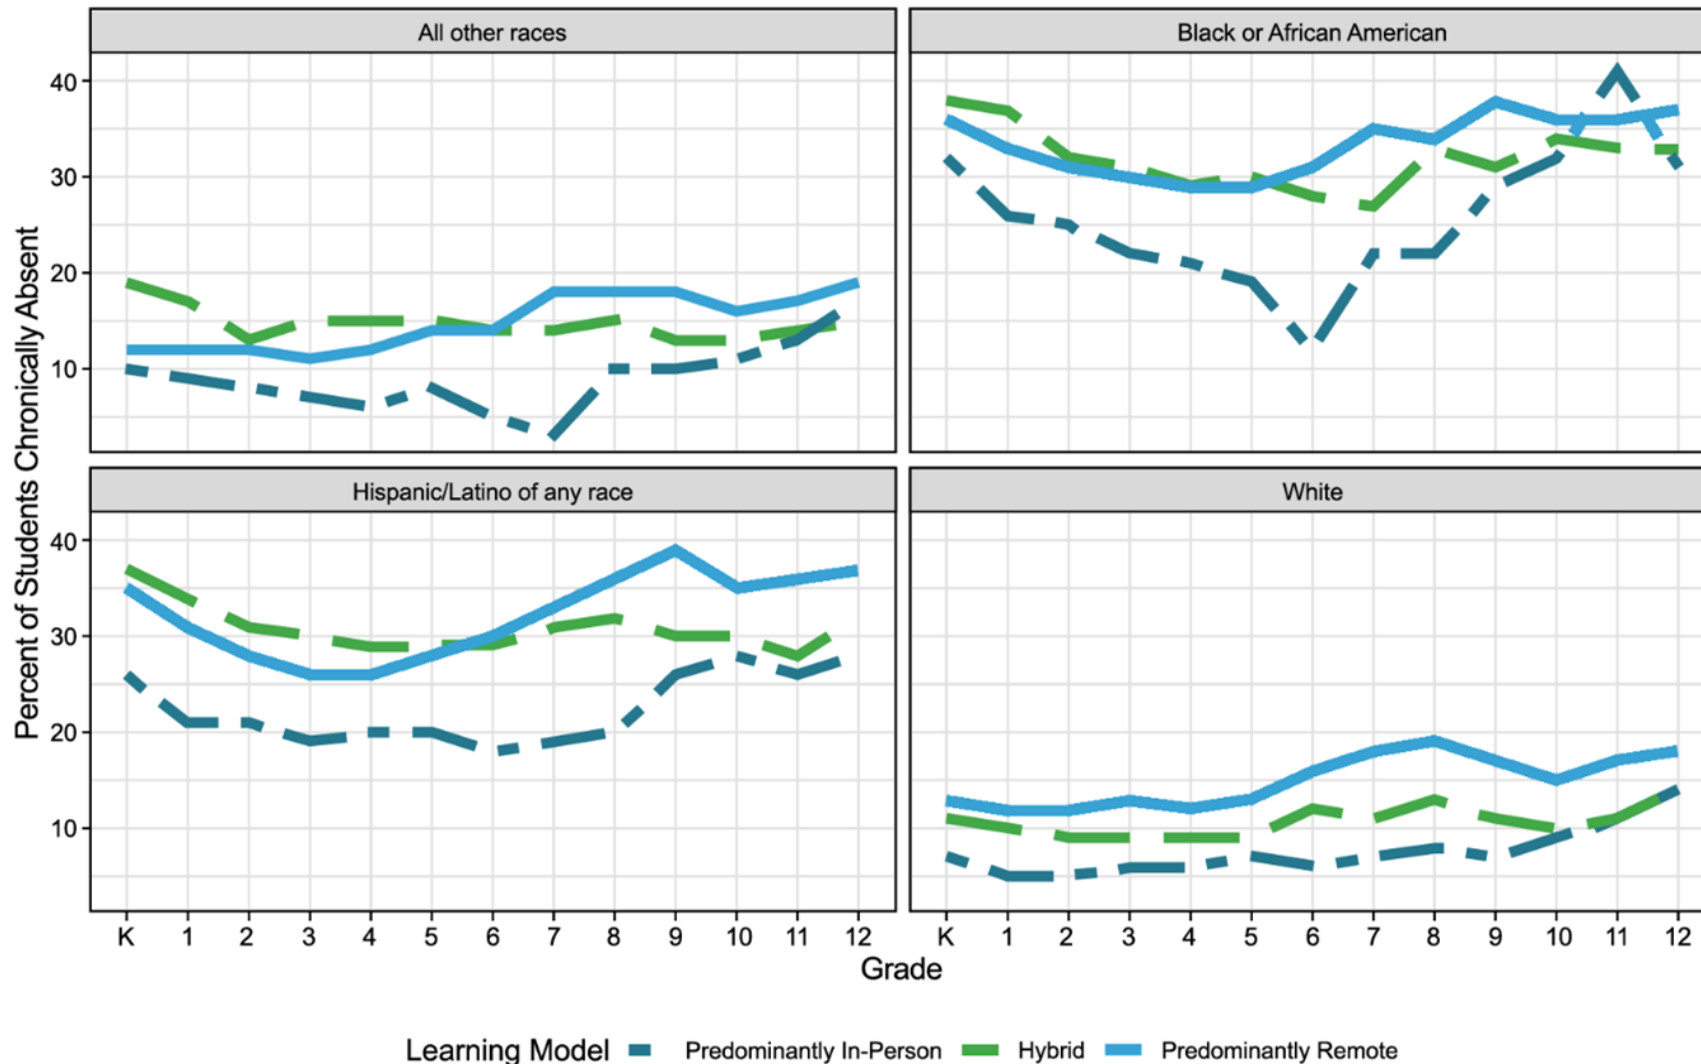 All other races
Black or African American
40
30
20
10
Percent of Students Chronically Absent
Hispanic/Latino of any race
White
40
30
20
10
K 1 2 3 4 5 6 7 8 9 10 11 12
K 1 2 3 4 5 6 7 8 9 10 11 12
Grade
Learning Model Predominantly In-Person Hybrid Predominantly Remote